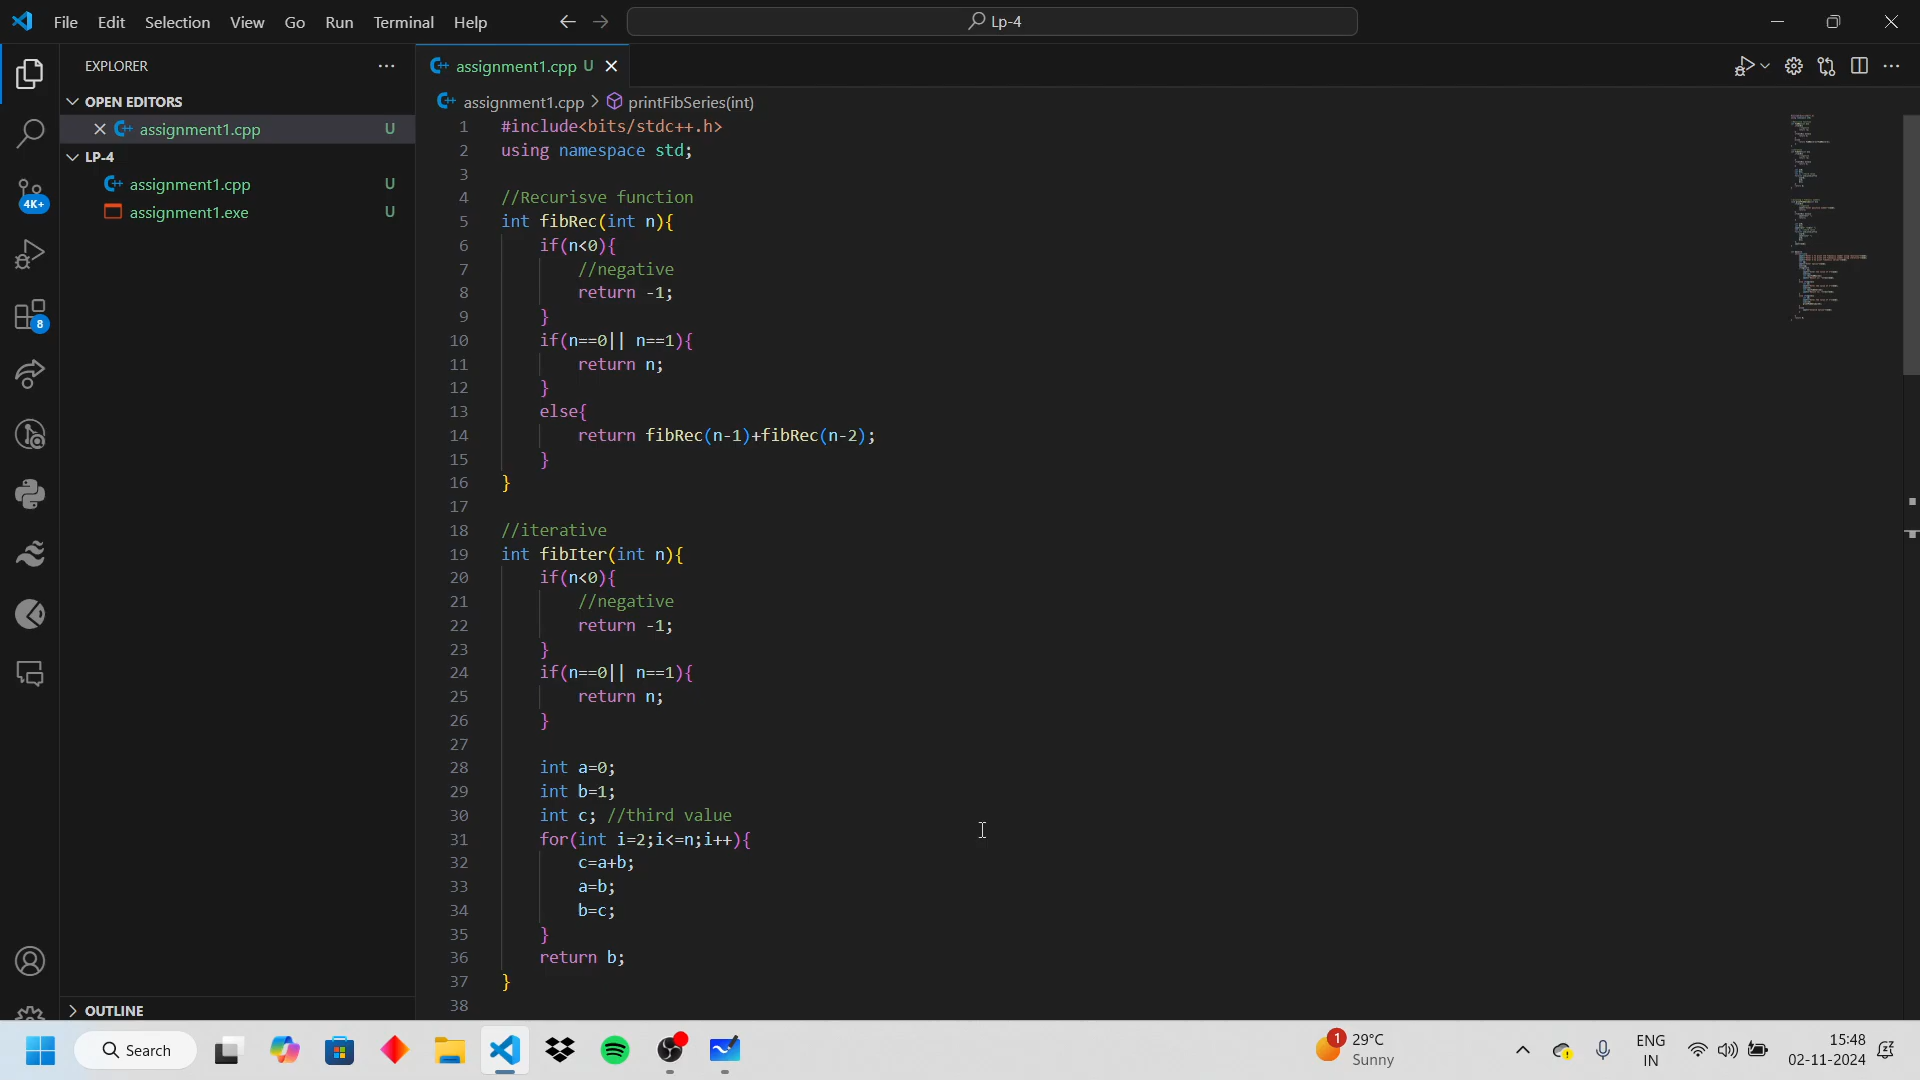 File Edit Selection View Go Run Terminal Help
Lp-4
EXPLORER
OPEN EDITORS
assignment1.cpp U
LP-4
assignment1.cpp U
assignment1.exe U
OUTLINE
4K+
8
assignment1.cpp U
assignment1.cpp > printFibSeries(int)
1 #include<bits/stdc++.h>
2 using namespace std;
3
4 //Recurisve function
5 int fibRec(int n){
6 if(n<0){
7 //negative
8 return -1;
9 }
10 if(n==0|| n==1){
11 return n;
12 }
13 else{
14 return fibRec(n-1)+fibRec(n-2);
15 }
16 }
17
18 //iterative
19 int fibIter(int n){
20 if(n<0){
21 //negative
22 return -1;
23 }
24 if(n==0|| n==1){
25 return n;
26 }
27
28 int a=0;
29 int b=1;
30 int c; //third value
31 for(int i=2;i<=n;i++){
32 c=a+b;
33 a=b;
34 b=c;
35 }
36 return b;
37 }
38
Search
1
29°C
Sunny
ENG
IN
15:48
02-11-2024